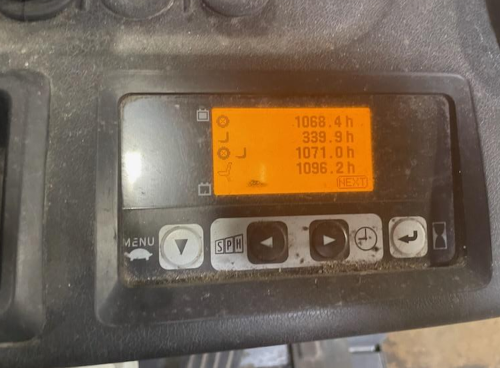 1068.4 h
339.9 h
1071.0 h
1096.2 h
NEXT
MENU
SPH